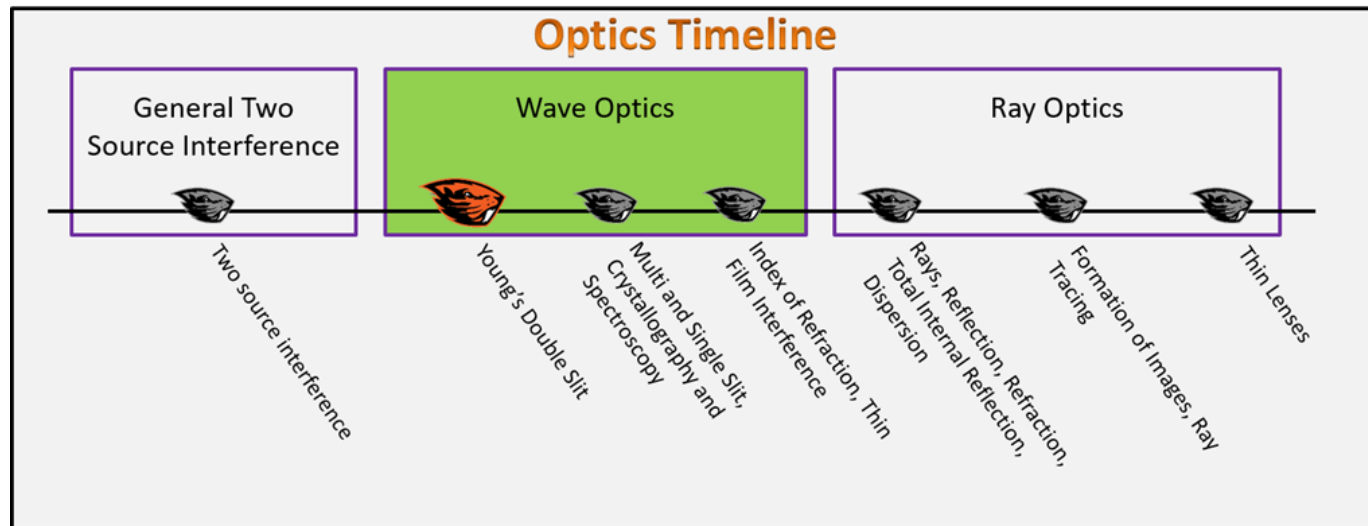 Optics Timeline
General Two
Source Interference
Wave Optics
Ray Optics
Two source interference
Young's Double Slit
Multi and Single Slit,
Crystallography and
Spectroscopy
Index of Refraction, Thin
Film Interference
Rays, Reflection, Refraction,
Total Internal Reflection,
Dispersion
Formation of Images, Ray
Tracing
Thin Lenses